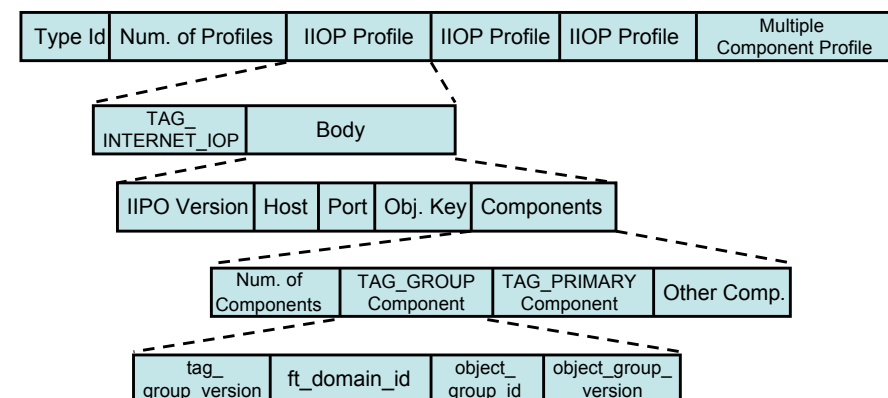 Type Id Num. of Profiles IIOP Profile IIOP Profile IIOP Profile Multiple
Component Profile
TAG_
INTERNET_IOP Body
IIPO Version Host Port Obj. Key Components
Num. of
Components TAG_GROUP
Component TAG_PRIMARY
Component Other Comp.
tag_
group_version ft_domain_id object_
group_id object_group_
version